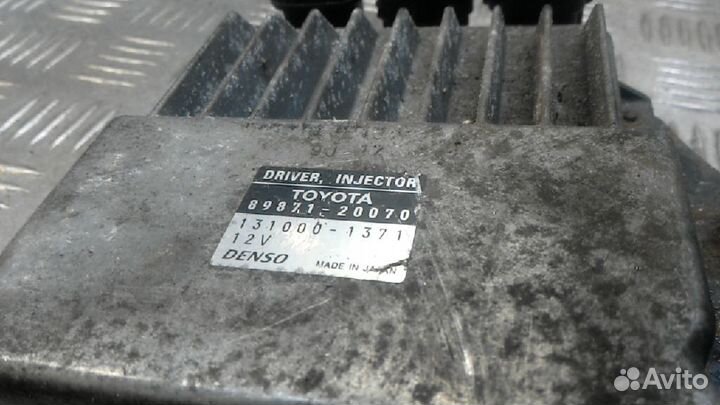 DRIVER, INJECTOR
TOYOTA
89871-20070
131000-1371
12V
DENSO MADE IN JAPAN
Avito